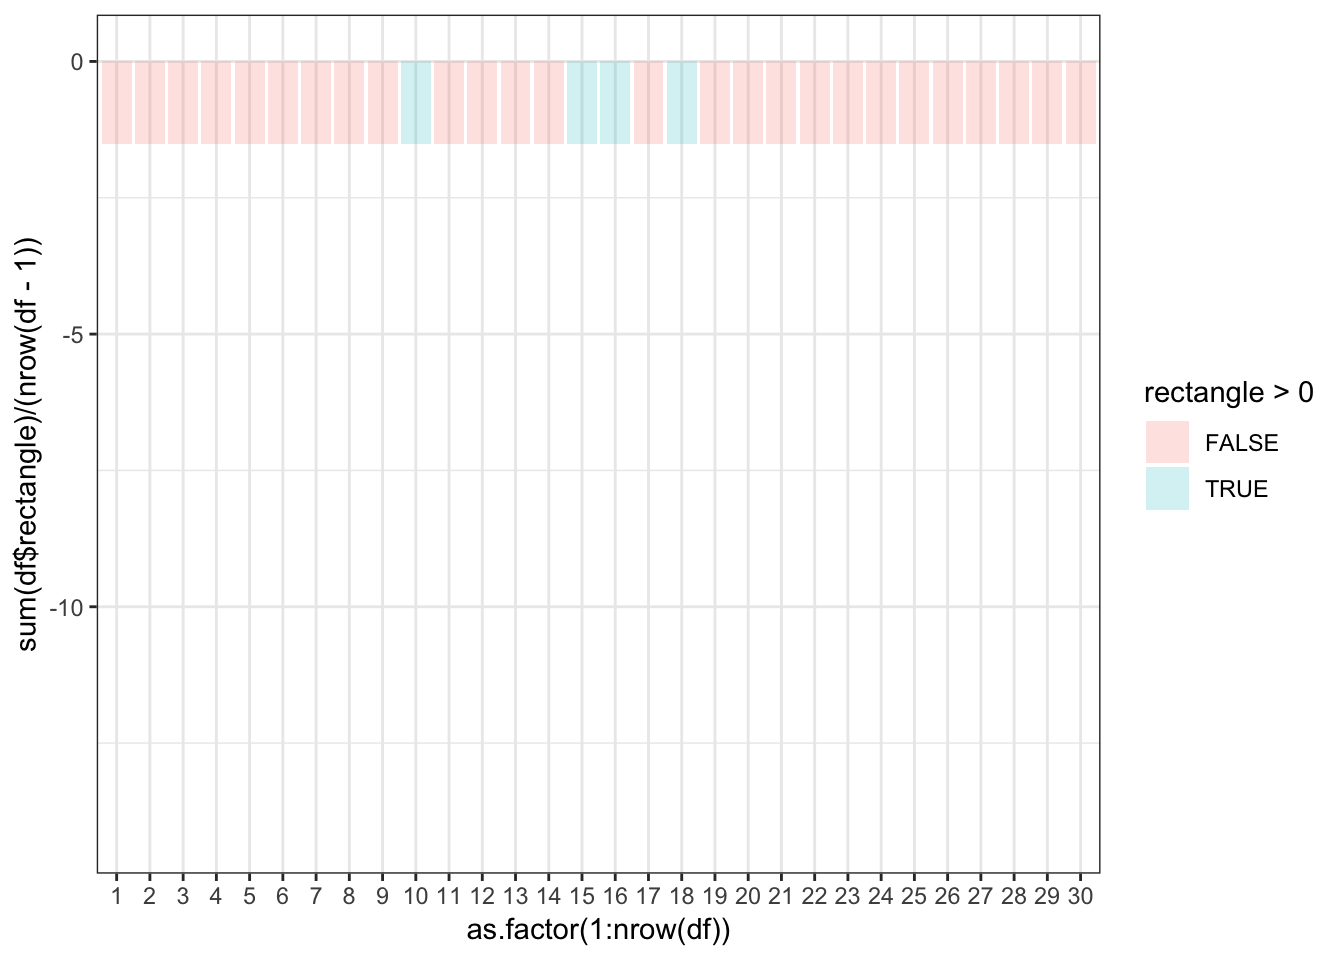 sum(df$rectangle)/(nrow(df - 1))
0
-5
-10
1 2 3 4 5 6 7 8 9 10 11 12 13 14 15 16 17 18 19 20 21 22 23 24 25 26 27 28 29 30
as.factor(1:nrow(df))
rectangle > 0
FALSE
TRUE